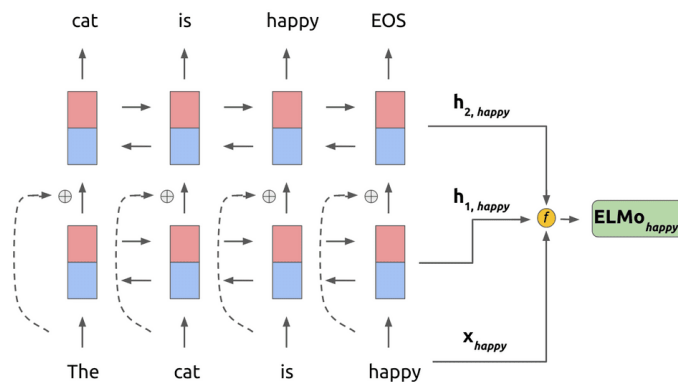 cat is happy EOS
h2, happy
h1, happy
f
ELMohappy
xhappy
The cat is happy